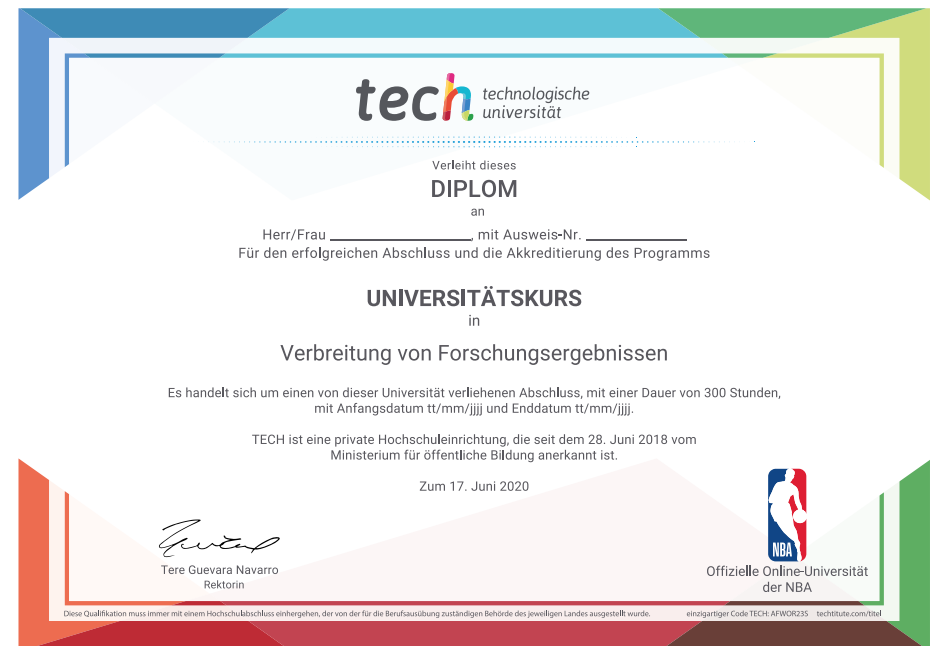 tech technologische
universität
Verleiht dieses
DIPLOM
an
Herr/Frau ________________, mit Ausweis-Nr. ____________
Für den erfolgreichen Abschluss und die Akkreditierung des Programms
UNIVERSITÄTSKURS
in
Verbreitung von Forschungsergebnissen
Es handelt sich um einen von dieser Universität verliehenen Abschluss, mit einer Dauer von 300 Stunden,
mit Anfangsdatum tt/mm/jjjj und Enddatum tt/mm/jjjj.
TECH ist eine private Hochschuleinrichtung, die seit dem 28. Juni 2018 vom
Ministerium für öffentliche Bildung anerkannt ist.
Zum 17. Juni 2020
Tere Guevara Navarro
Rektorin
NBA
Offizielle Online-Universität
der NBA
Diese Qualifikation muss immer mit einem Hochschulabschluss einhergehen, der von der für die Berufsausübung zuständigen Behörde des jeweiligen Landes ausgestellt wurde. einzigartiger Code TECH: AFWOR23S techtitute.com/titel